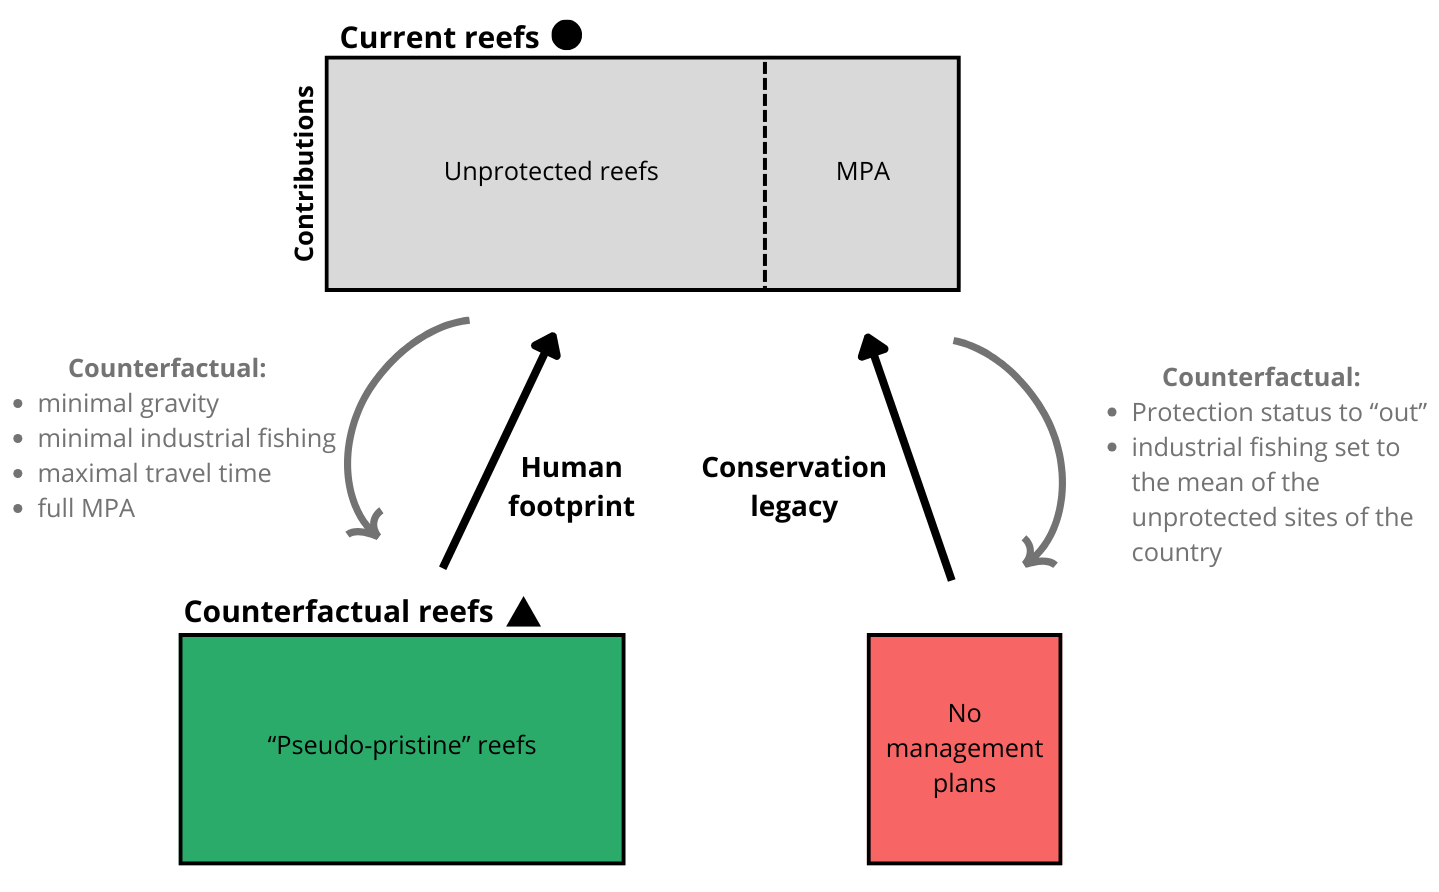 Current reefs
Contributions
Unprotected reefs
MPA
Counterfactual:
• minimal gravity
• minimal industrial fishing
• maximal travel time
• full MPA
Human
footprint
Conservation
legacy
Counterfactual:
• Protection status to “out”
• industrial fishing set to
the mean of the
unprotected sites of the
country
Counterfactual reefs
“Pseudo-pristine” reefs
No
management
plans